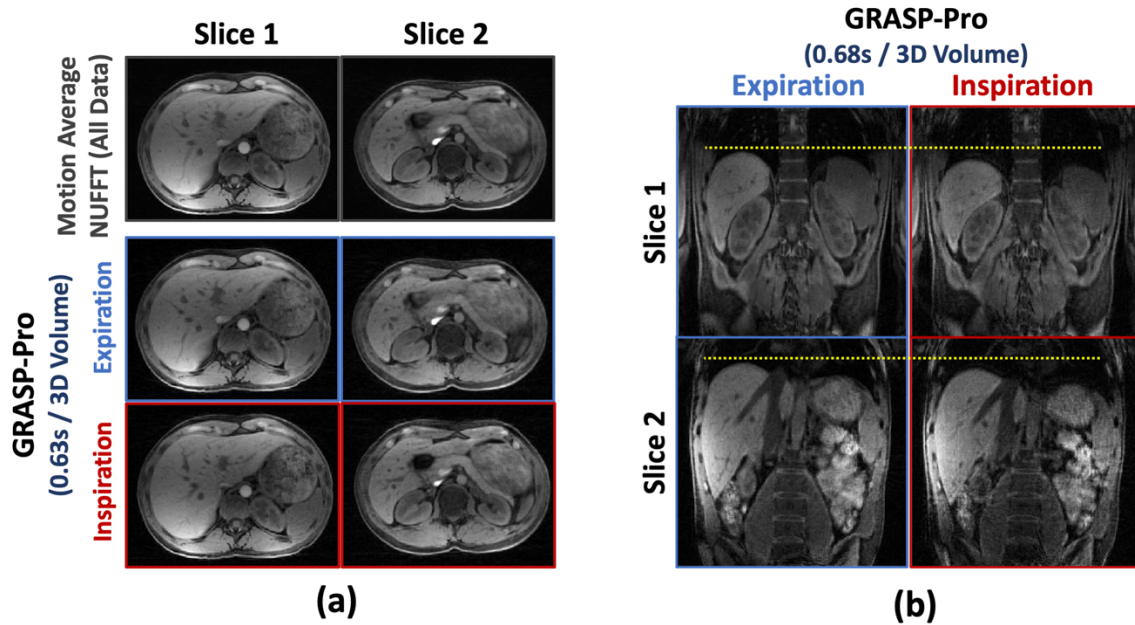 Slice 1
Slice 2
Motion Average
NUFFT (All Data)
GRASP-Pro
(0.63s / 3D Volume)
Expiration
Inspiration
(a)
GRASP-Pro
(0.68s / 3D Volume)
Expiration
Inspiration
Slice 1
Slice 2
(b)